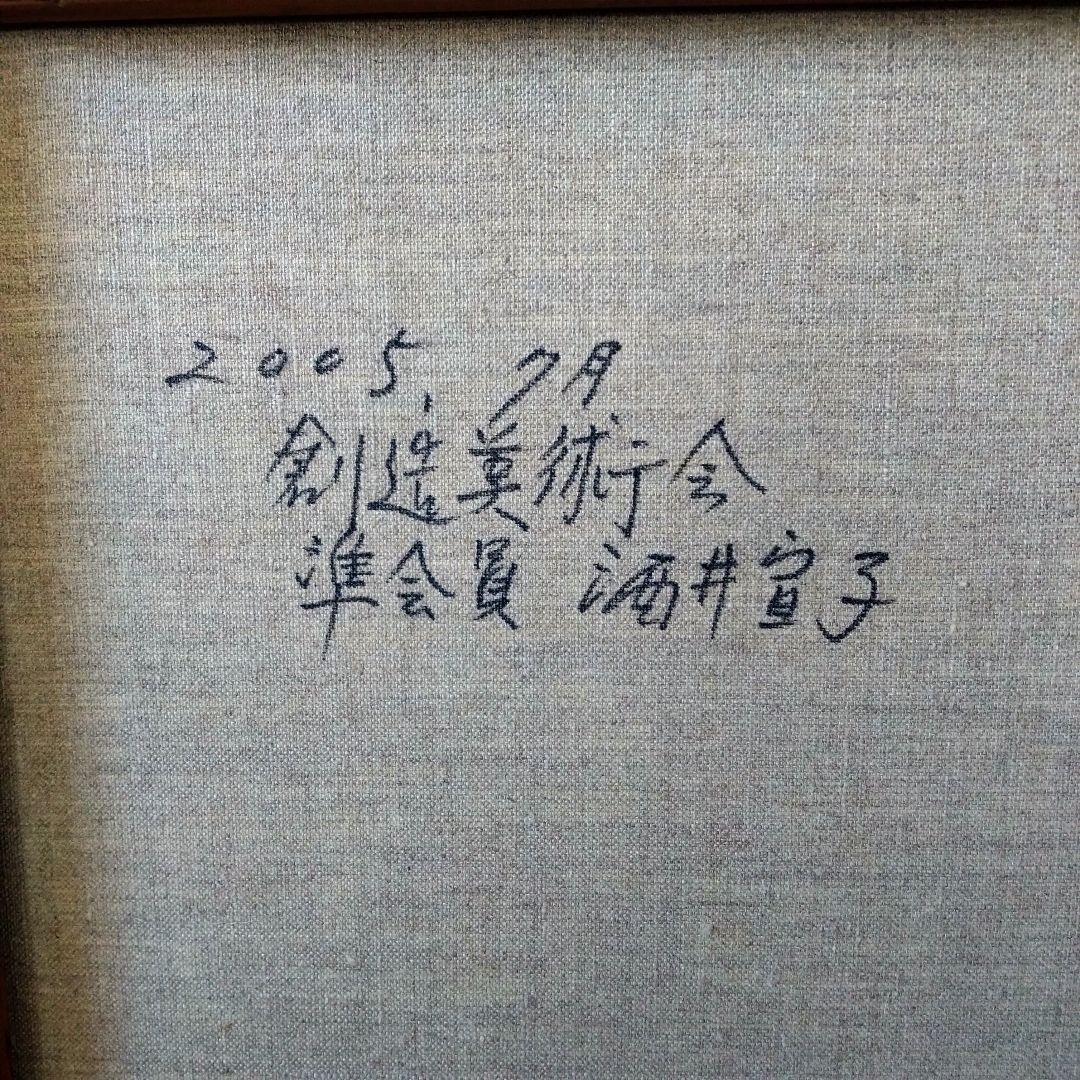 2005, 7月
創造美術会
準会員 酒井宣子